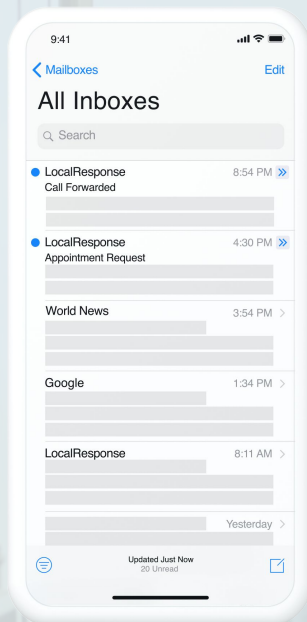 9:41
Mailboxes Edit
All Inboxes
Search
LocalResponse 8:54 PM
Call Forwarded
LocalResponse 4:30 PM
Appointment Request
World News 3:54 PM
Google 1:34 PM
LocalResponse 8:11 AM
Yesterday
Updated Just Now
20 Unread